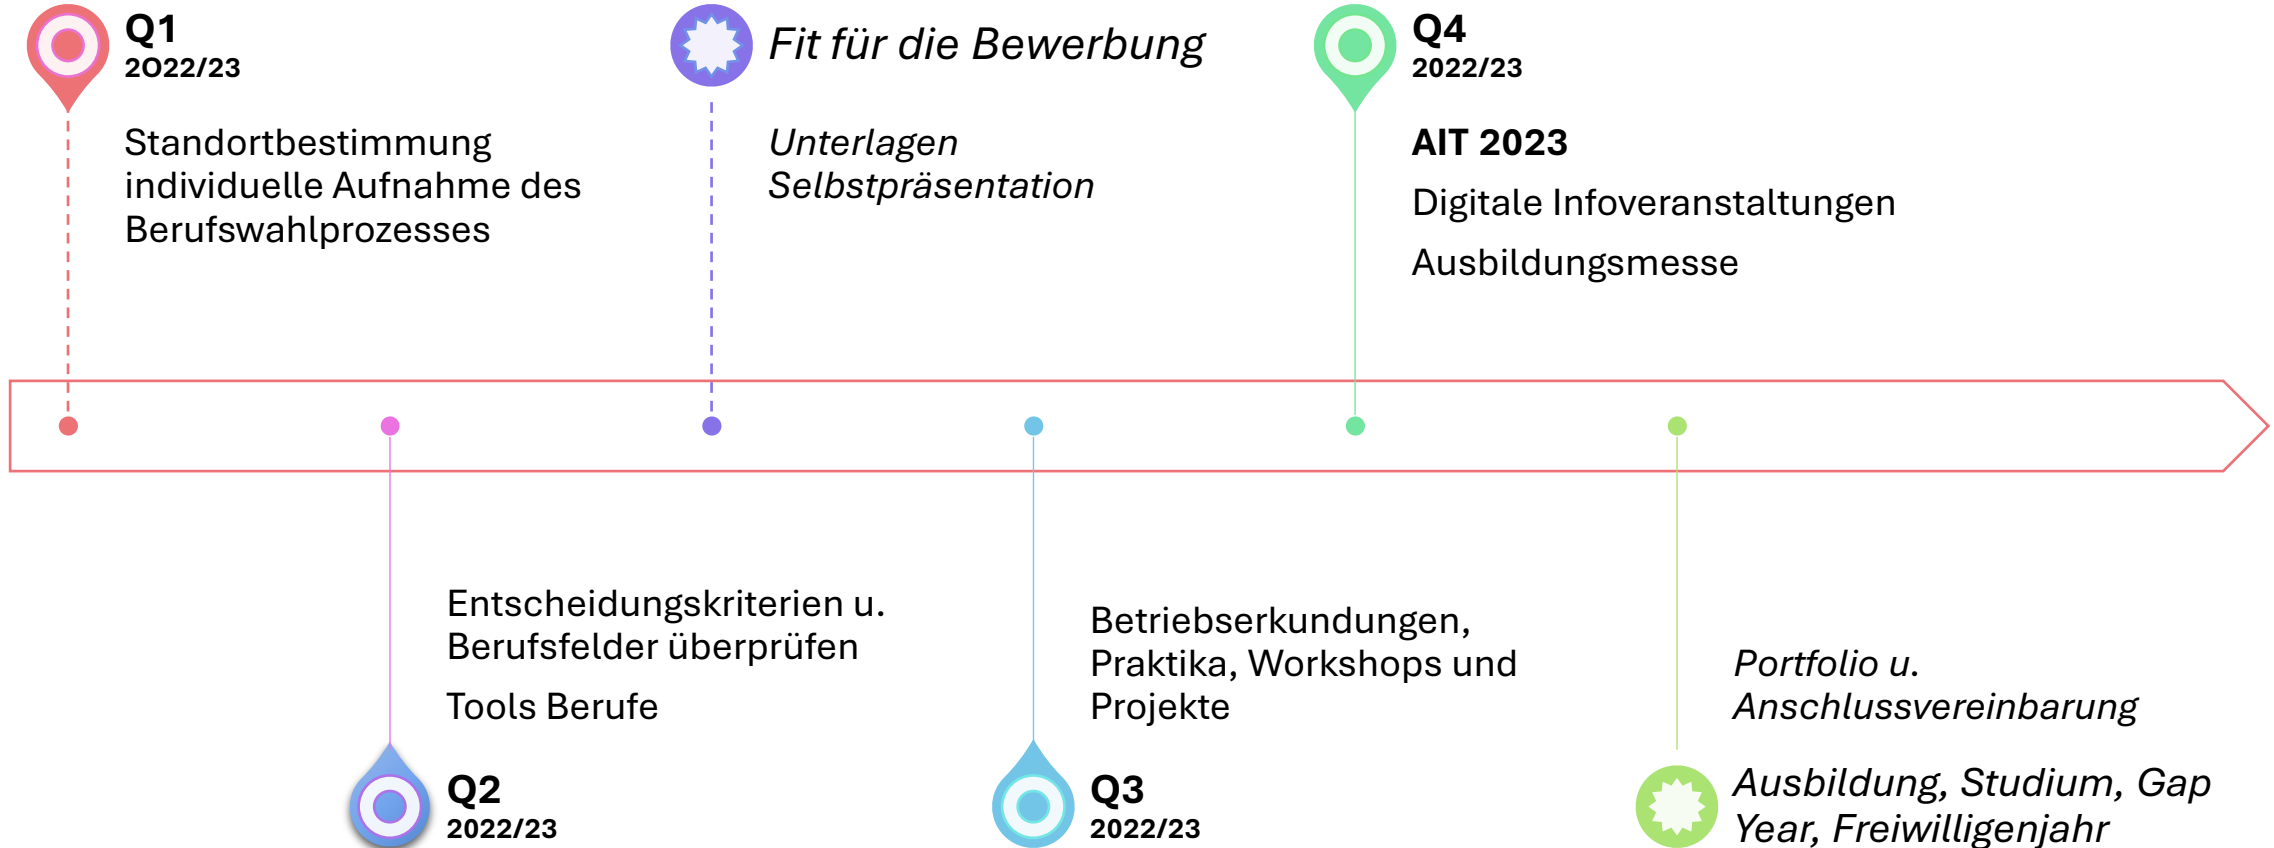 Q1
2O22/23
Standortbestimmung
individuelle Aufnahme des
Berufswahlprozesses
Fit für die Bewerbung
Unterlagen
Selbstpräsentation
Q4
2022/23
AIT 2023
Digitale Infoveranstaltungen
Ausbildungsmesse
Entscheidungskriterien u.
Berufsfelder überprüfen
Tools Berufe
Q2
2022/23
Betriebserkundungen,
Praktika, Workshops und
Projekte
Q3
2022/23
Portfolio u.
Anschlussvereinbarung
Ausbildung, Studium, Gap
Year, Freiwilligenjahr